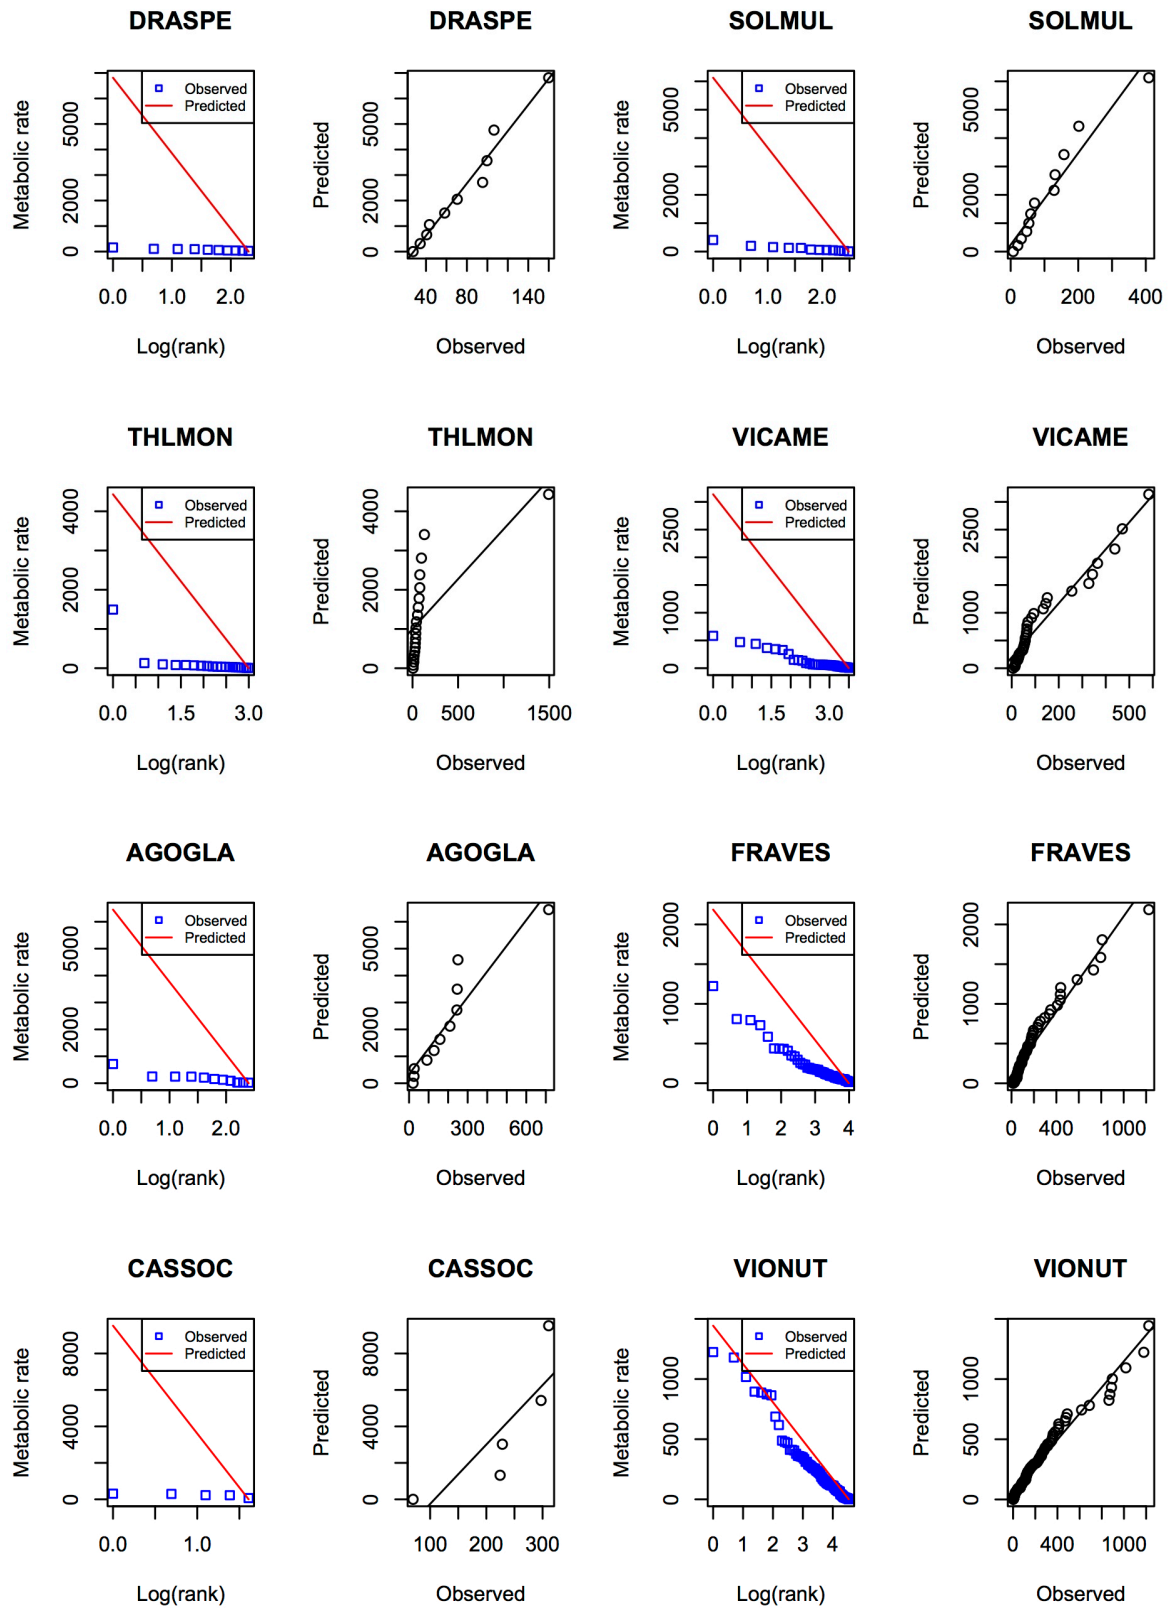 DRASPE DRASPE SOLMUL SOLMUL
Metabolic rate
0 2000 5000
Observed
Predicted
0.0 1.0 2.0
Log(rank)
Predicted
0 2000 5000
40 80 140
Observed
Metabolic rate
0 2000 5000
Observed
Predicted
0.0 1.0 2.0
Log(rank)
Predicted
0 2000 5000
0 200 400
Observed
THLMON THLMON VICAME VICAME
Metabolic rate
0 2000 4000
Observed
Predicted
0.0 1.5 3.0
Log(rank)
Predicted
0 2000 4000
0 500 1500
Observed
Metabolic rate
0 1000 2500
Observed
Predicted
0.0 1.5 3.0
Log(rank)
Predicted
0 1000 2500
0 200 500
Observed
AGOGLA AGOGLA FRAVES FRAVES
Metabolic rate
0 2000 5000
Observed
Predicted
0.0 1.0 2.0
Log(rank)
Predicted
0 2000 5000
0 300 600
Observed
Metabolic rate
0 1000 2000
Observed
Predicted
0 1 2 3 4
Log(rank)
Predicted
0 1000 2000
0 400 1000
Observed
CASSOC CASSOC VIONUT VIONUT
Metabolic rate
0 4000 8000
Observed
Predicted
0.0 1.0
Log(rank)
Predicted
0 4000 8000
100 200 300
Observed
Metabolic rate
0 500 1000
Observed
Predicted
0 1 2 3 4
Log(rank)
Predicted
0 500 1000
0 400 1000
Observed